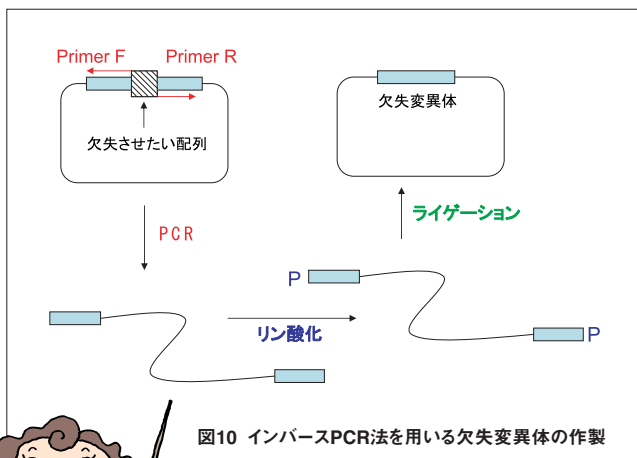 Primer F
Primer R
欠失させたい配列
欠失変異体
PCR
ライゲーション
P
リン酸化
P
図10 インバースPCR法を用いる欠失変異体の作製